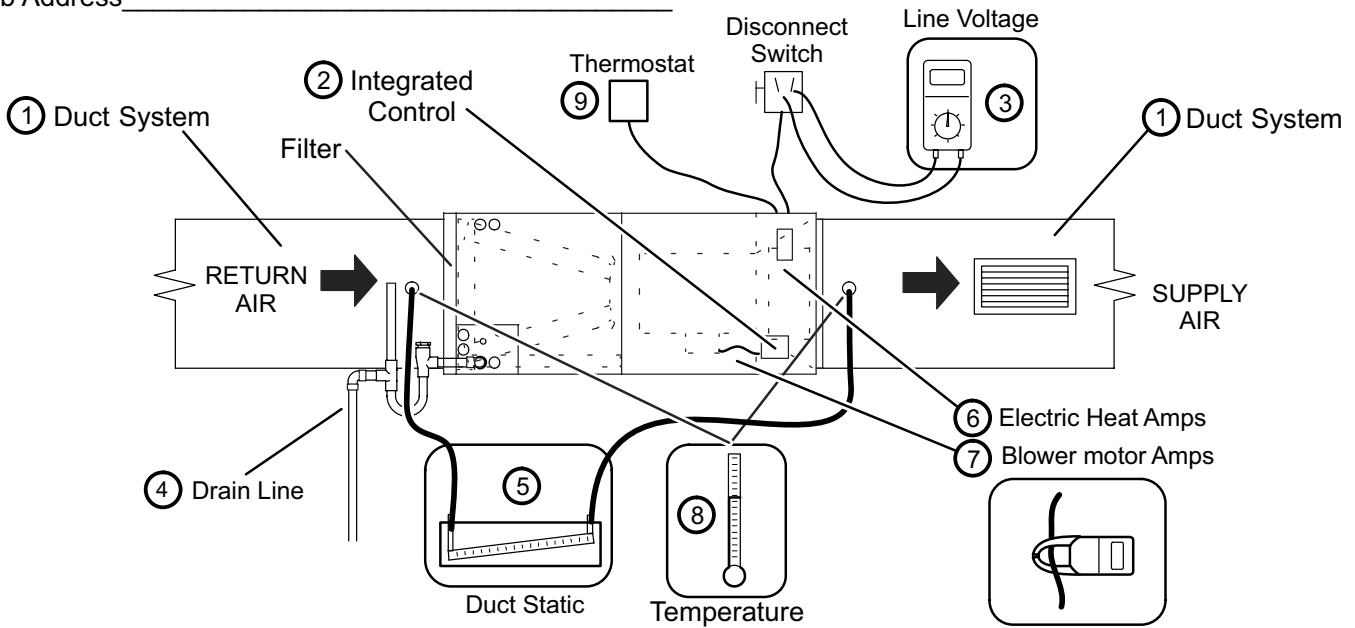 b Address
Line Voltage
Disconnect
Switch
3
Thermostat
9
2 Integrated
Control
1 Duct System
Filter
1 Duct System
RETURN
AIR
SUPPLY
AIR
6 Electric Heat Amps
7 Blower motor Amps
4 Drain Line
5
8
Duct Static
Temperature